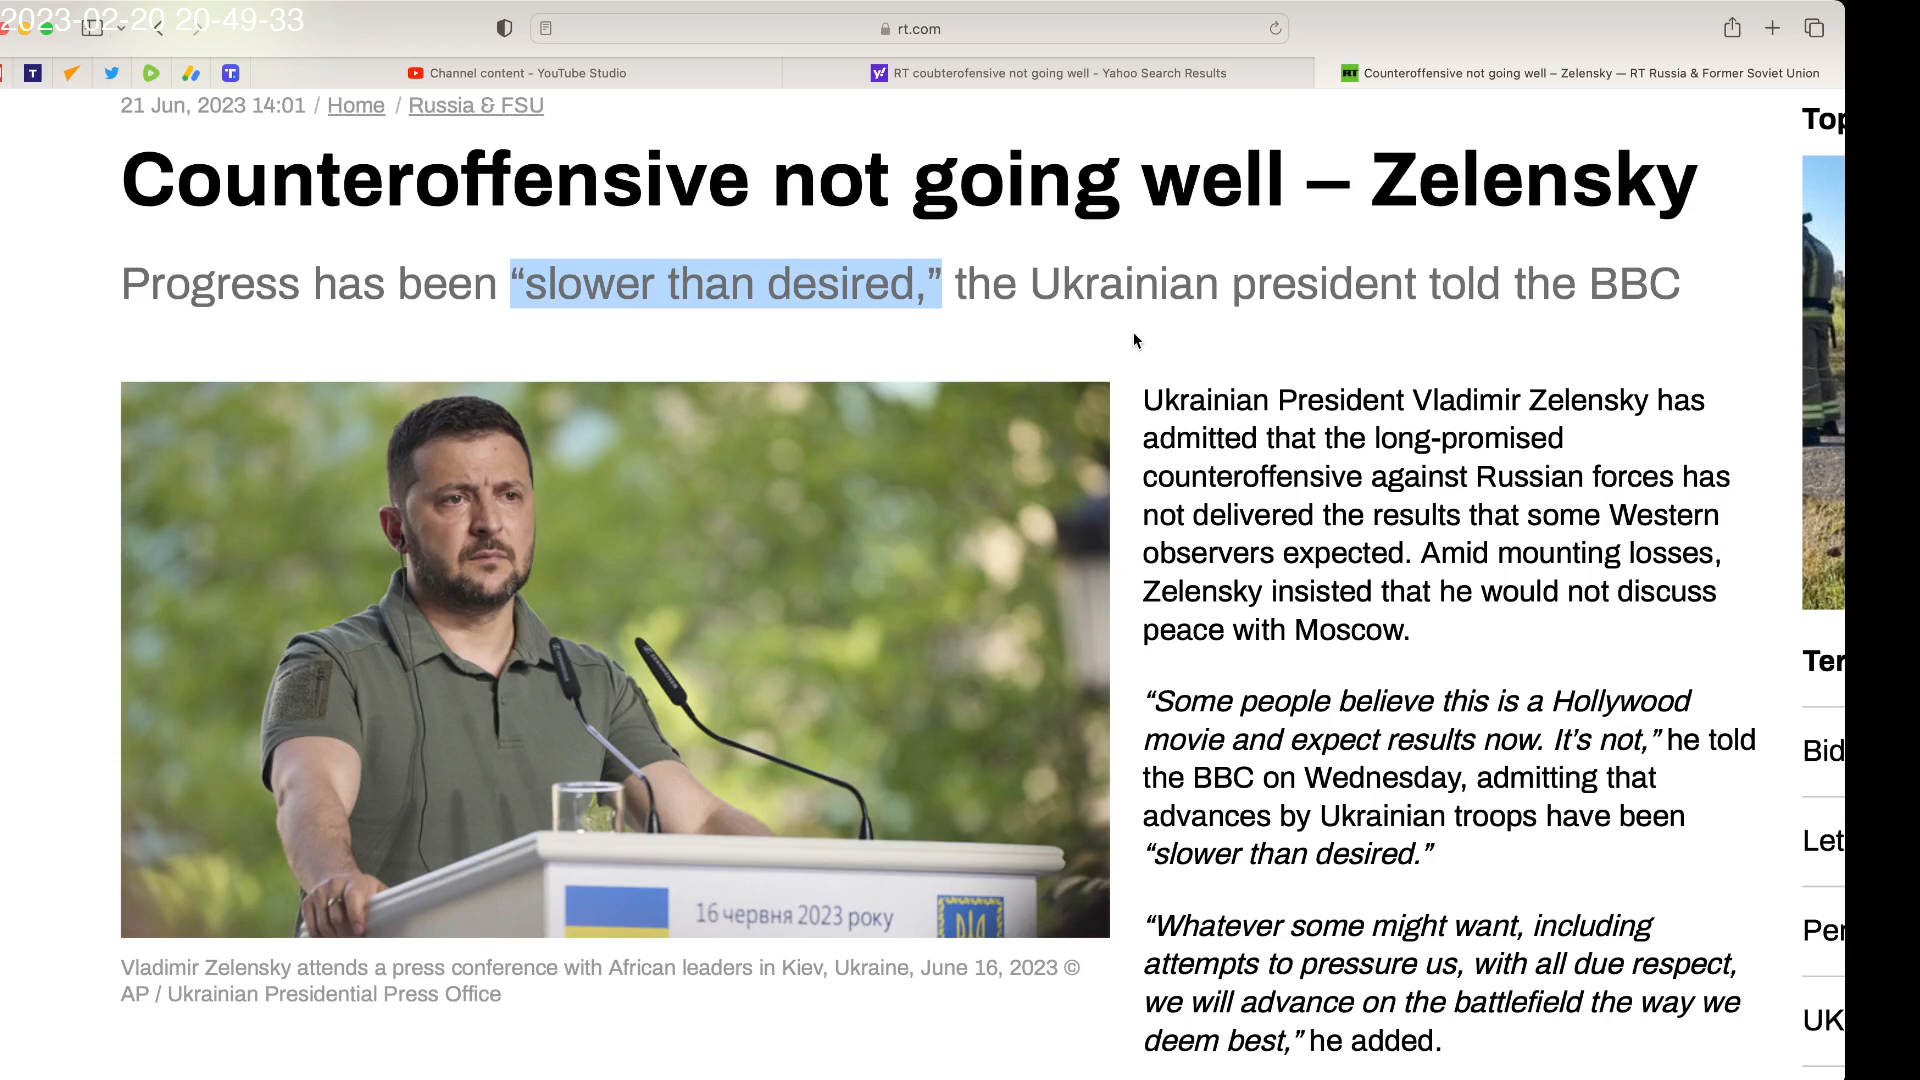 2023-02-20 20-49-33
rt.com
Channel content - YouTube Studio
RT coubterofensive not going well - Yahoo Search Results
RT
Counteroffensive not going well – Zelensky — RT Russia & Former Soviet Union
21 Jun, 2023 14:01 / Home / Russia & FSU
Counteroffensive not going well – Zelensky
Progress has been “slower than desired,” the Ukrainian president told the BBC
Ukrainian President Vladimir Zelensky has
admitted that the long-promised
counteroffensive against Russian forces has
not delivered the results that some Western
observers expected. Amid mounting losses,
Zelensky insisted that he would not discuss
peace with Moscow.
“Some people believe this is a Hollywood
movie and expect results now. It’s not,” he told
the BBC on Wednesday, admitting that
advances by Ukrainian troops have been
“slower than desired.”
“Whatever some might want, including
attempts to pressure us, with all due respect,
we will advance on the battlefield the way we
deem best,” he added.
16 червня 2023 року
Vladimir Zelensky attends a press conference with African leaders in Kiev, Ukraine, June 16, 2023 ©
AP / Ukrainian Presidential Press Office
Top
Ter
Bid
Let
Per
UK